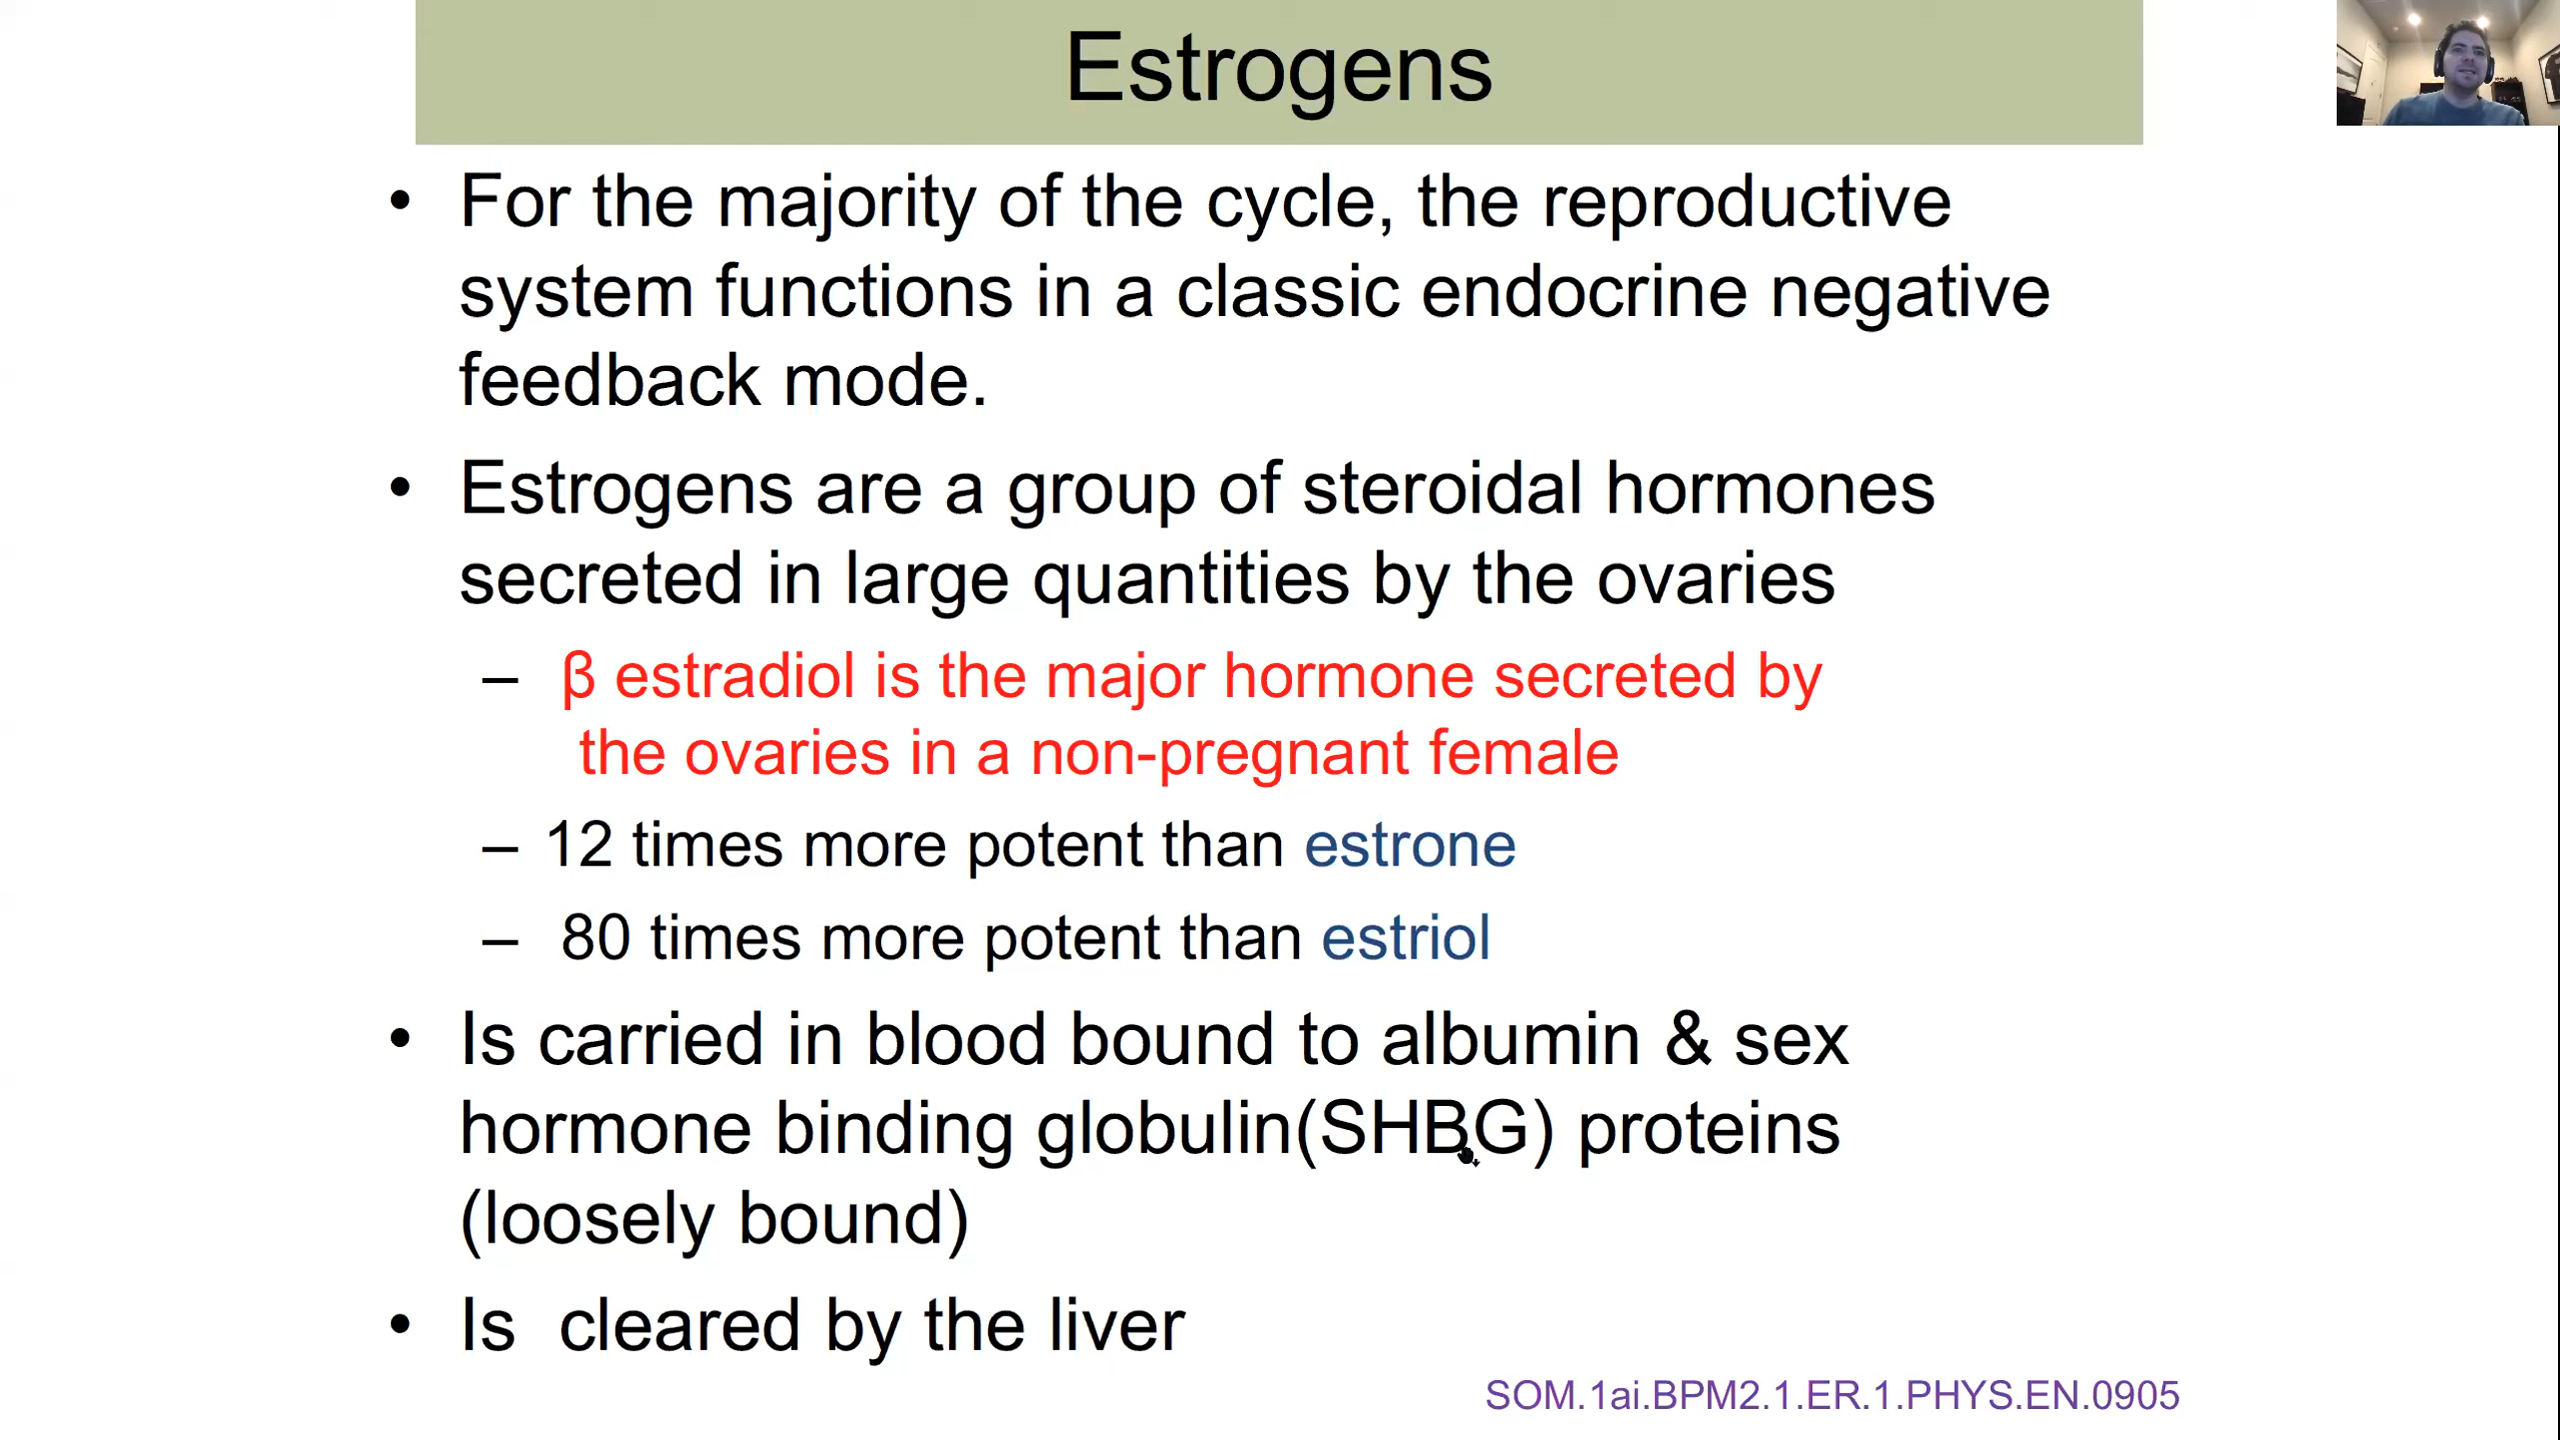 Estrogens
• For the majority of the cycle, the reproductive
system functions in a classic endocrine negative
feedback mode.
• Estrogens are a group of steroidal hormones
secreted in large quantities by the ovaries
– β estradiol is the major hormone secreted by
the ovaries in a non-pregnant female
– 12 times more potent than estrone
– 80 times more potent than estriol
• Is carried in blood bound to albumin & sex
hormone binding globulin(SHBG) proteins
(loosely bound)
• Is cleared by the liver
SOM.1ai.BPM2.1.ER.1.PHYS.EN.0905